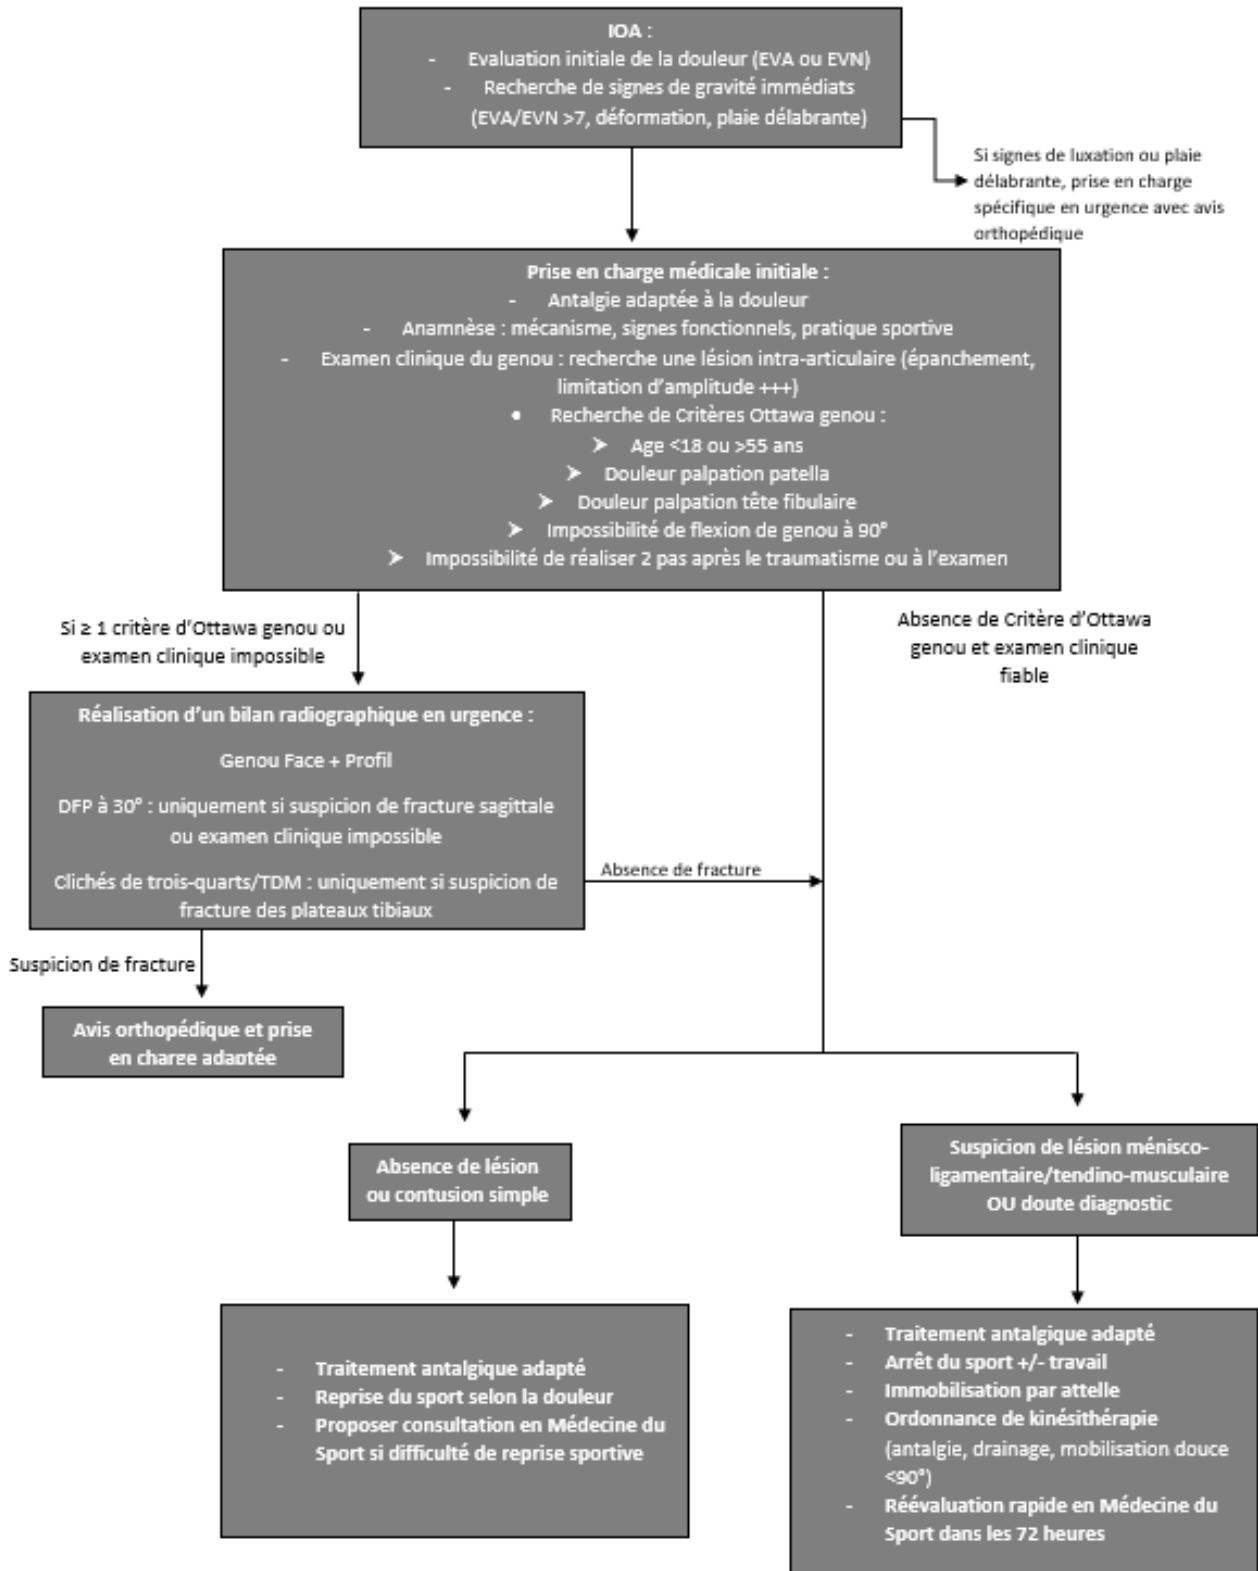 IOA :
- Evaluation initiale de la douleur (EVA ou EVN)
- Recherche de signes de gravité immédiats
(EVA/EVN >7, déformation, plaie délabrante)
Si signes de luxation ou plaie
délabrante, prise en charge
spécifique en urgence avec avis
orthopédique
Prise en charge médicale initiale :
- Antalgie adaptée à la douleur
- Anamnèse : mécanisme, signes fonctionnels, pratique sportive
- Examen clinique du genou : recherche une lésion intra-articulaire (épanchement,
limitation d'amplitude +++)
• Recherche de Critères Ottawa genou :
➤ Age <18 ou >55 ans
➤ Douleur palpation patella
➤ Douleur palpation tête fibulaire
➤ Impossibilité de flexion de genou à 90°
➤ Impossibilité de réaliser 2 pas après le traumatisme ou à l'examen
Si ≥ 1 critère d'Ottawa genou ou
examen clinique impossible
Absence de Critère d'Ottawa
genou et examen clinique
fiable
Réalisation d'un bilan radiographique en urgence :
Genou Face + Profil
DFP à 30° : uniquement si suspicion de fracture sagittale
ou examen clinique impossible
Clichés de trois-quarts/TDM : uniquement si suspicion de
fracture des plateaux tibiaux
Absence de fracture
Suspicion de fracture
Avis orthopédique et prise
en charge adaptée
Absence de lésion
ou contusion simple
Suspicion de lésion ménisco-
ligamentaire/tendino-musculaire
OU doute diagnostic
- Traitement antalgique adapté
- Reprise du sport selon la douleur
- Proposer consultation en Médecine du
Sport si difficulté de reprise sportive
- Traitement antalgique adapté
- Arrêt du sport +/- travail
- Immobilisation par attelle
- Ordonnance de kinésithérapie
(antalgie, drainage, mobilisation douce
<90°)
- Réévaluation rapide en Médecine du
Sport dans les 72 heures